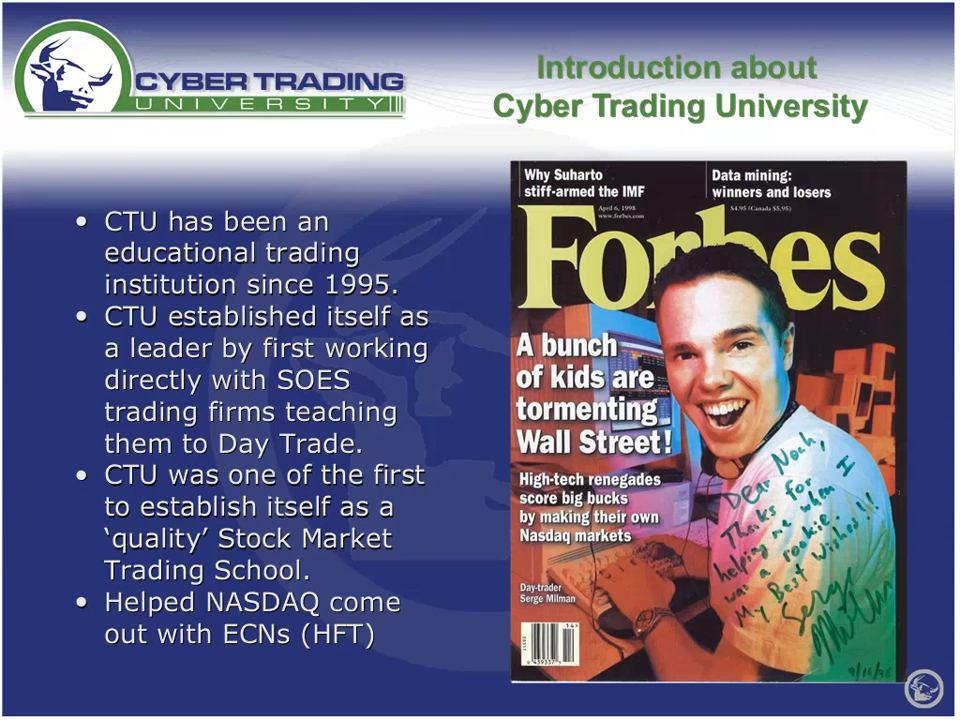 CYBER TRADING
UNIVERSITY
Introduction about
Cyber Trading University
• CTU has been an
educational trading
institution since 1995.
• CTU established itself as
a leader by first working
directly with SOES
trading firms teaching
them to Day Trade.
• CTU was one of the first
to establish itself as a
‘quality’ Stock Market
Trading School.
• Helped NASDAQ come
out with ECNs (HFT)
Why Suharto
stiff-armed the IMF
Data mining:
winners and losers
April 6, 1998
www.forbes.com
$4.95 (Canada $5.95)
Forbes
A bunch
of kids are
tormenting
Wall Street!
High-tech renegades
score big bucks
by making their own
Nasdaq markets
Day-trader
Serge Milman
14>
Dear Noah,
Thanks for
helping me when I
was a rookie
My Best Wishes!!!
Serge